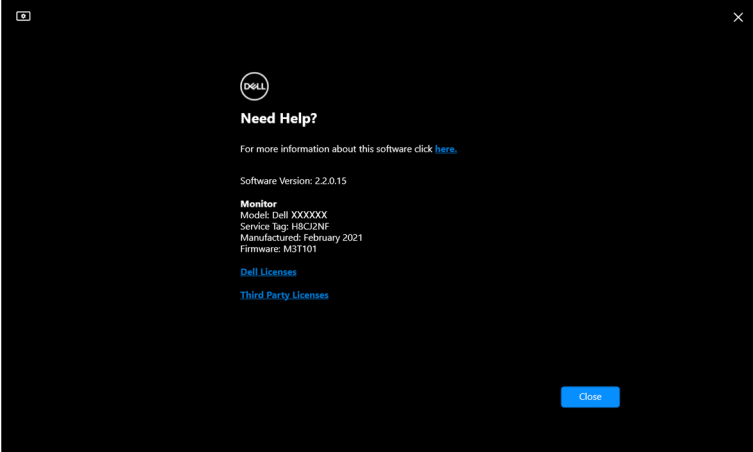 DELL
Need Help?
For more information about this software click here.
Software Version: 2.2.0.15
Monitor
Model: Dell XXXXXX
Service Tag: H8CJ2NF
Manufactured: February 2021
Firmware: M3T101
Dell Licenses
Third Party Licenses
Close